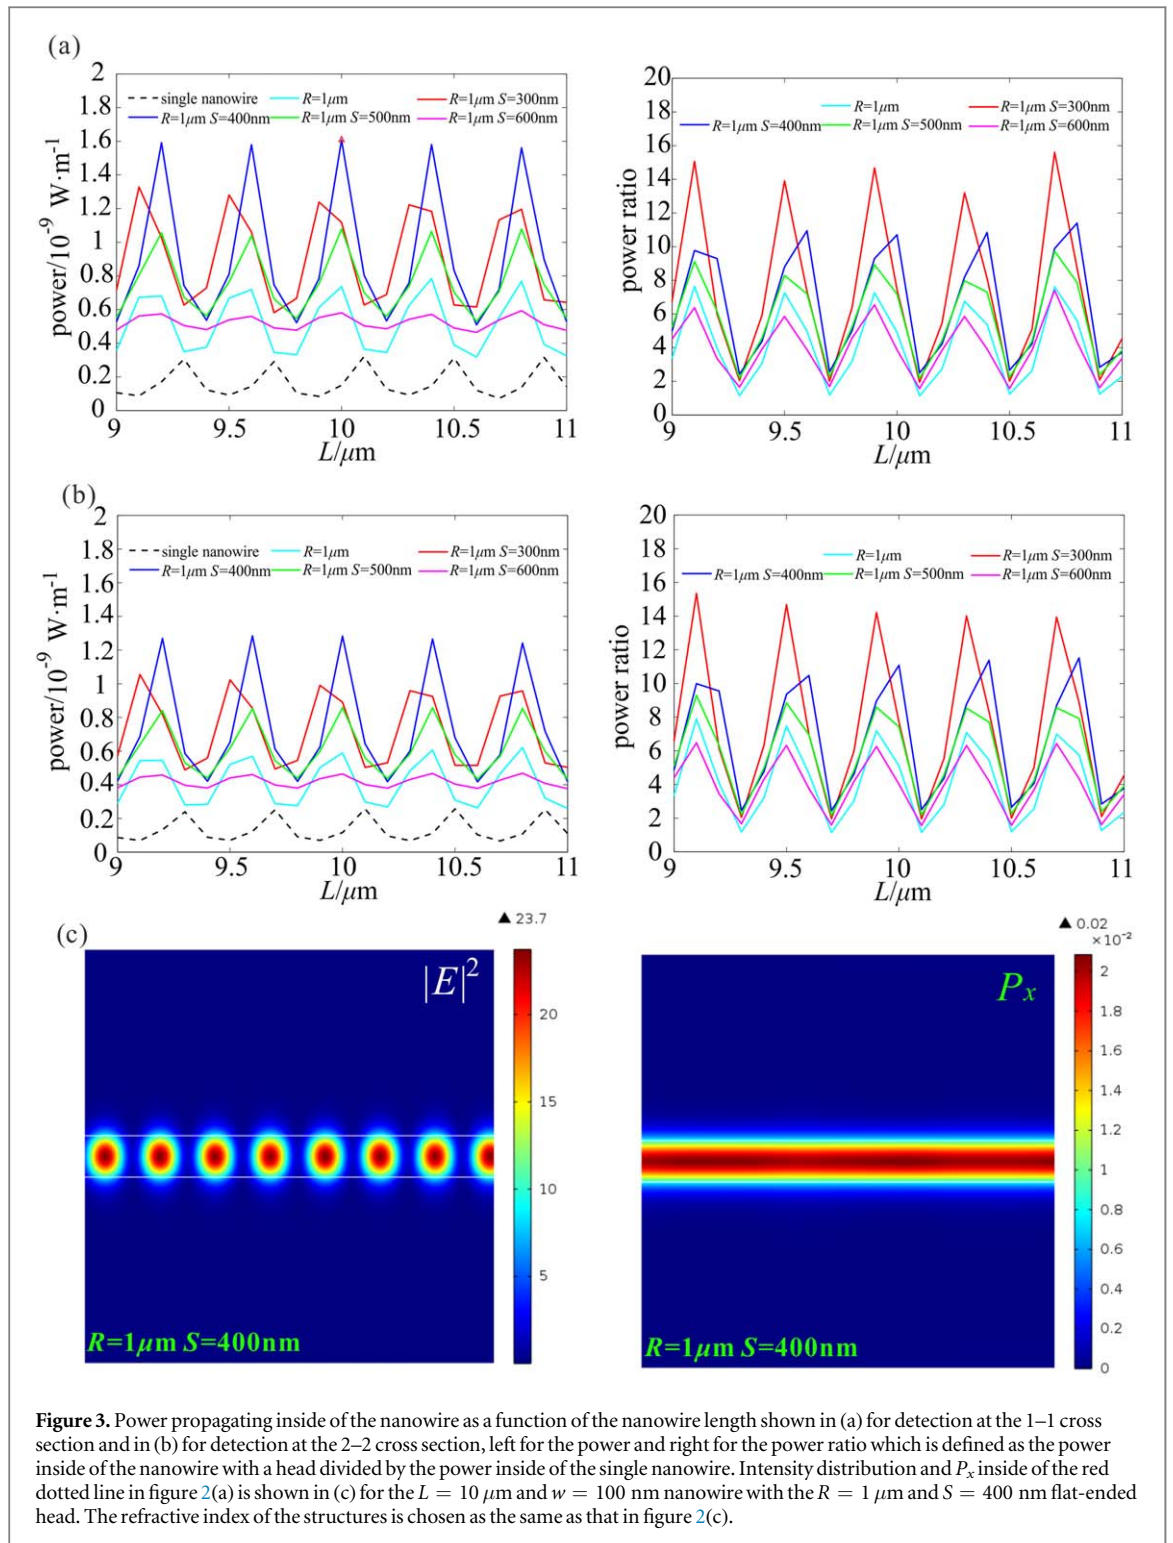 (a)
2
1.8
1.6
1.4
1.2
1
0.8
0.6
0.4
0.2
0
power/10⁻⁹ W·m⁻¹
single nanowire R=1μm R=1μm S=300nm
R=1μm S=400nm R=1μm S=500nm R=1μm S=600nm
9 9.5 10 10.5 11
L/μm
20
18
16
14
12
10
8
6
4
2
0
power ratio
R=1μm R=1μm S=300nm
R=1μm S=400nm R=1μm S=500nm R=1μm S=600nm
9 9.5 10 10.5 11
L/μm
(b)
2
1.8
1.6
1.4
1.2
1
0.8
0.6
0.4
0.2
0
power/10⁻⁹ W·m⁻¹
single nanowire R=1μm R=1μm S=300nm
R=1μm S=400nm R=1μm S=500nm R=1μm S=600nm
9 9.5 10 10.5 11
L/μm
20
18
16
14
12
10
8
6
4
2
0
power ratio
R=1μm R=1μm S=300nm
R=1μm S=400nm R=1μm S=500nm R=1μm S=600nm
9 9.5 10 10.5 11
L/μm
(c)
▲ 23.7
|E|²
20
15
10
5
R=1μm S=400nm
▲ 0.02
×10⁻²
Pₓ
2
1.8
1.6
1.4
1.2
1
0.8
0.6
0.4
0.2
0
R=1μm S=400nm
Figure 3. Power propagating inside of the nanowire as a function of the nanowire length shown in (a) for detection at the 1–1 cross
section and in (b) for detection at the 2–2 cross section, left for the power and right for the power ratio which is defined as the power
inside of the nanowire with a head divided by the power inside of the single nanowire. Intensity distribution and Pₓ inside of the red
dotted line in figure 2(a) is shown in (c) for the L = 10 μm and w = 100 nm nanowire with the R = 1 μm and S = 400 nm flat-ended
head. The refractive index of the structures is chosen as the same as that in figure 2(c).